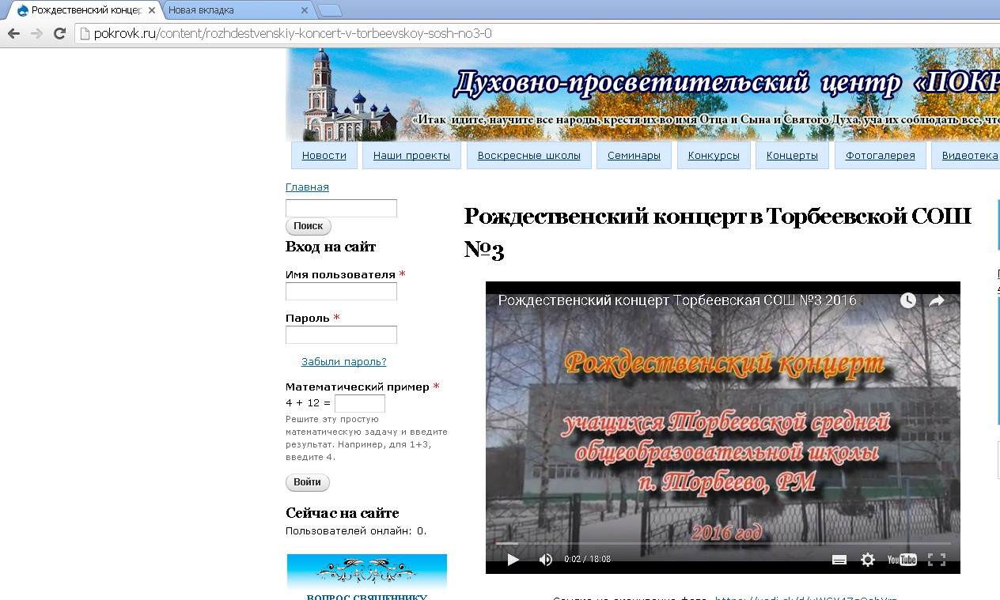 Рождественский концер
Новая вкладка
pokrovk.ru/content/rozhdestvenskiy-koncert-v-torbeevskoy-sosh-no3-0
Духовно-просветительский центр «ПОКР
«Итак идите, научите все народы, крестя их во имя Отца и Сына и Святого Духа, уча их соблюдать все, что
Новости Наши проекты Воскресные школы Семинары Конкурсы Концерты Фотогалерея Видеотека
Главная
Поиск
Вход на сайт
Имя пользователя *
Пароль *
Забыли пароль?
Математический пример *
4 + 12 =
Решите эту простую
математическую задачу и введите
результат. Например, для 1+3,
введите 4.
Войти
Сейчас на сайте
Пользователей онлайн: 0.
ВОПРОС СВЯЩЕННИКУ
Рождественский концерт в Торбеевской СОШ
№3
Рождественский концерт Торбеевская СОШ №3 2016
Рождественский концерт
учащихся Торбеевской средней
общеобразовательной школы
п. Торбеево, РМ
2016 год
0:02 / 18:08
YouTube